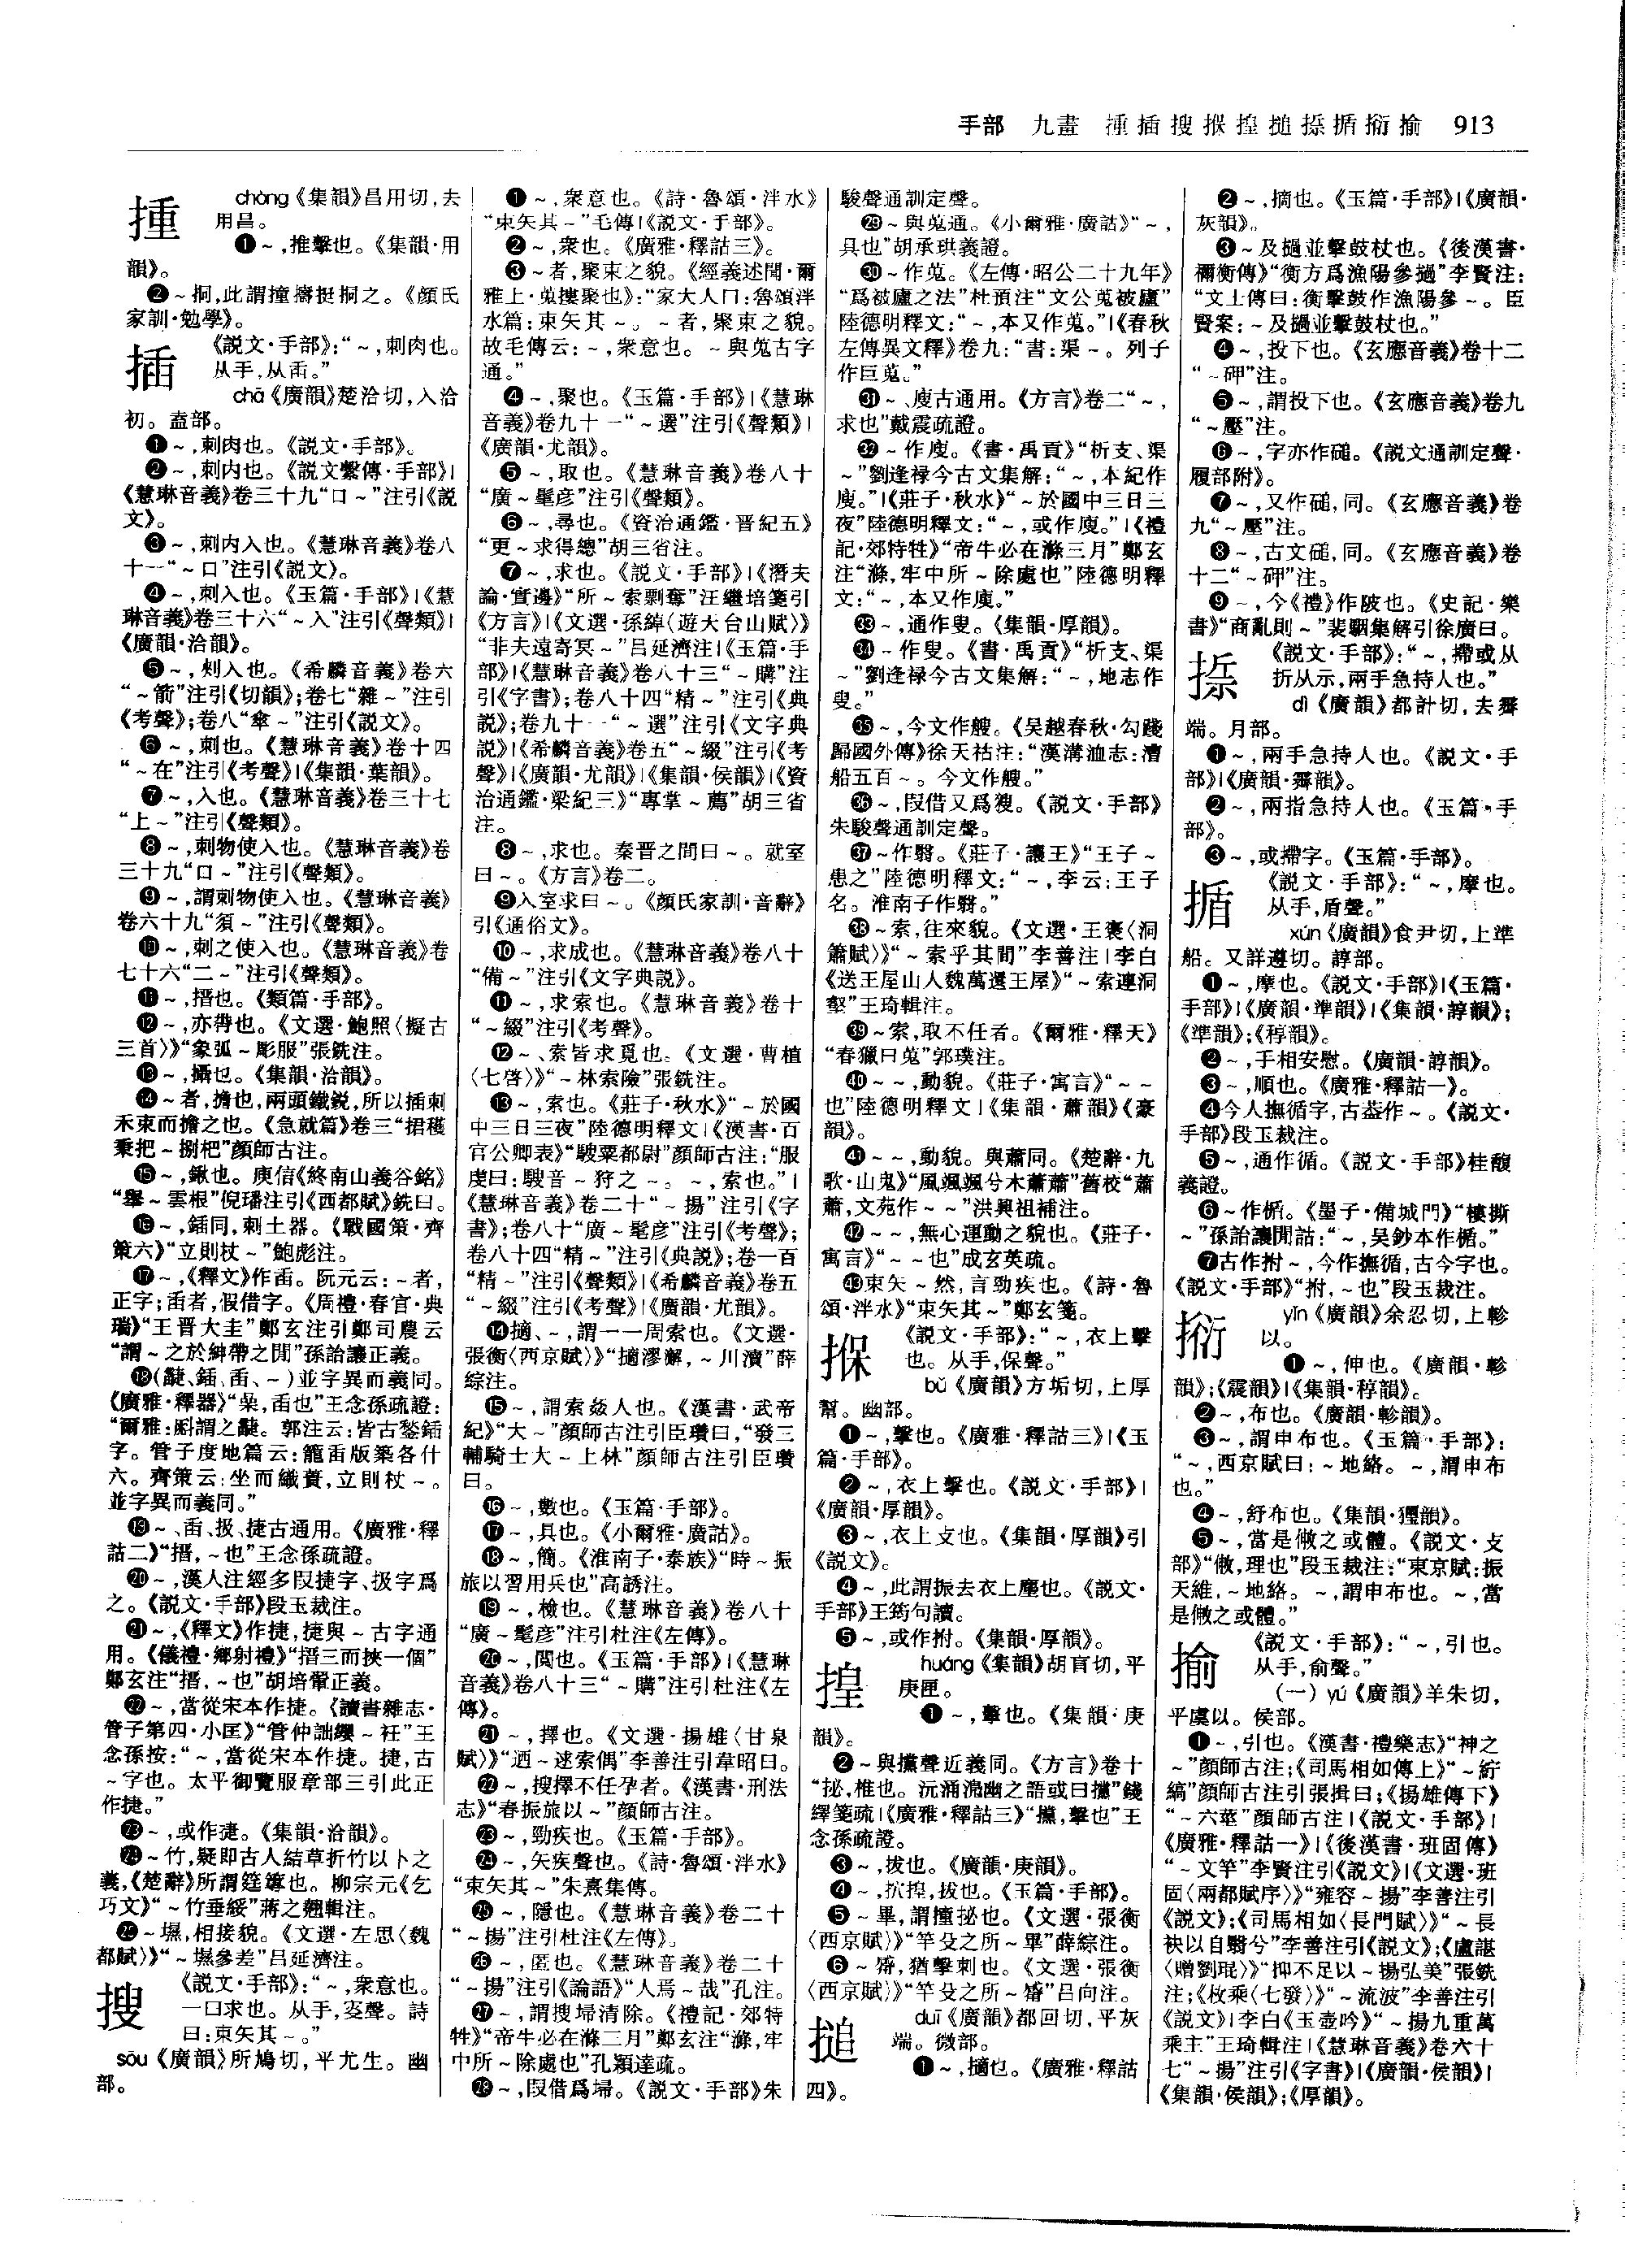 手部　九畫　揰插搜㨐揘搥㨒揗㨔揄　913
揰　chòng《集韻》昌用切,去
用昌。
❶～,推擊也。《集韻·用
韻》。
❷～挏,此謂撞擣挺挏之。《顔氏
家訓·勉學》。
插　《説文·手部》:“～,刺肉也。
从手,从臿。”
chā《廣韻》楚洽切,入洽
初。盍部。
❶～,刺肉也。《説文·手部》。
❷～,刺内也。《説文繫傳·手部》|
《慧琳音義》卷三十九“口～”注引《説
文》。
❸～,刺内入也。《慧琳音義》卷八
十一“～口”注引《説文》。
❹～,刺入也。《玉篇·手部》|《慧
琳音義》卷三十六“～入”注引《聲類》|
《廣韻·洽韻》。
❺～,刾入也。《希麟音義》卷六
“～箭”注引《切韻》;卷七“雜～”注引
《考聲》;卷八“傘～”注引《説文》。
❻～,刺也。《慧琳音義》卷十四
“～在”注引《考聲》|《集韻·葉韻》。
❼～,入也。《慧琳音義》卷三十七
“上～”注引《聲類》。
❽～,刺物使入也。《慧琳音義》卷
三十九“口～”注引《聲類》。
❾～,謂刺物使入也。《慧琳音義》
卷六十九“須～”注引《聲類》。
❿～,刺之使入也。《慧琳音義》卷
七十六“二～”注引《聲類》。
⓫～,搢也。《類篇·手部》。
⓬～,亦帶也。《文選·鮑照〈擬古
三首〉》“象弧～彫服”張銑注。
⓭～,攝也。《集韻·洽韻》。
⓮～者,擔也,兩頭鐵鋭,所以插刺
禾束而擔之也。《急就篇》卷三“捃穫
秉把～捌杷”顔師古注。
⓯～,鍬也。庾信《終南山義谷銘》
“舉～雲根”倪璠注引《西都賦》銑曰。
⓰～,鍤同,刺土器。《戰國策·齊
策六》“立則杖～”鮑彪注。
⓱～,《釋文》作臿。阮元云:～者,
正字;臿者,假借字。《周禮·春官·典
瑞》“王晋大圭”鄭玄注引鄭司農云
“謂～之於紳帶之閒”孫詒讓正義。
⓲(疀、鍤、臿、～)並字異而義同。
《廣雅·釋器》“喿,臿也”王念孫疏證:
“爾雅:㪺謂之疀。郭注云:皆古鍫鍤
字。管子度地篇云:籠臿版築各什
六。齊策云:坐而織蕢,立則杖～。
並字異而義同。”
⓳～、臿、扱、捷古通用。《廣雅·釋
詁二》“搢,～也”王念孫疏證。
⓴～,漢人注經多叚捷字、扱字爲
之。《説文·手部》段玉裁注。
㉑～,《釋文》作捷,捷與～古字通
用。《儀禮·鄉射禮》“搢三而挾一個”
鄭玄注“搢,～也”胡培翬正義。
㉒～,當從宋本作捷。《讀書雜志·
管子第四·小匡》“管仲詘纓～衽”王
念孫按:“～,當從宋本作捷。捷,古
～字也。太平御覽服章部三引此正
作捷。”
㉓～,或作疌。《集韻·洽韻》。
㉔～竹,疑即古人結草折竹以卜之
義,《楚辭》所謂筳篿也。柳宗元《乞
巧文》“～竹垂綏”蔣之翹輯注。
㉕～堁,相接貌。《文選·左思〈魏
都賦〉》“～堁參差”吕延濟注。
搜　《説文·手部》:“～,衆意也。
一曰求也。从手,叜聲。詩
曰:束矢其～。”
sōu《廣韻》所鳩切,平尤生。幽
部。
❶～,衆意也。《詩·魯頌·泮水》
“束矢其～”毛傳|《説文·手部》。
❷～,衆也。《廣雅·釋詁三》。
❸～者,聚束之貌。《經義述聞·爾
雅上·蒐摟聚也》:“家大人曰:魯頌泮
水篇:束矢其～。～者,聚束之貌。
故毛傳云:～,衆意也。～與蒐古字
通。”
❹～,聚也。《玉篇·手部》|《慧琳
音義》卷九十一“～選”注引《聲類》|
《廣韻·尤韻》。
❺～,取也。《慧琳音義》卷八十
“廣～髦彦”注引《聲類》。
❻～,尋也。《資治通鑑·晋紀五》
“更～求得總”胡三省注。
❼～,求也。《説文·手部》|《潛夫
論·實邊》“所～索剽奪”汪繼培箋引
《方言》|《文選·孫綽〈遊天台山賦〉》
“非夫遠寄冥～”吕延濟注|《玉篇·手
部》|《慧琳音義》卷八十三“～購”注
引《字書》;卷八十四“精～”注引《典
説》;卷九十一“～選”注引《文字典
説》|《希麟音義》卷五“～綴”注引《考
聲》|《廣韻·尤韻》|《集韻·侯韻》|《資
治通鑑·梁紀三》“專掌～薦”胡三省
注。
❽～,求也。秦晋之間曰～。就室
曰～。《方言》卷二。
❾入室求曰～。《顔氏家訓·音辭》
引《通俗文》。
❿～,求成也。《慧琳音義》卷八十
“備～”注引《文字典説》。
⓫～,求索也。《慧琳音義》卷十
“～綴”注引《考聲》。
⓬～、索皆求覓也。《文選·曹植
〈七啓〉》“～林索險”張銑注。
⓭～,索也。《莊子·秋水》“～於國
中三日三夜”陸德明釋文|《漢書·百
官公卿表》“駿粟都尉”顔師古注:“服
虔曰:駿音～狩之～。～,索也。”|
《慧琳音義》卷二十“～揚”注引《字
書》;卷八十“廣～髦彦”注引《考聲》;
卷八十四“精～”注引《典説》;卷一百
“精～”注引《聲類》|《希麟音義》卷五
“～綴”注引《考聲》|《廣韻·尤韻》。
⓮擿、～,謂一一周索也。《文選·
張衡〈西京賦〉》“擿漻澥,～川瀆”薛
綜注。
⓯～,謂索姦人也。《漢書·武帝
紀》“大～”顔師古注引臣瓚曰,“發三
輔騎士大～上林”顔師古注引臣瓚
曰。
⓰～,數也。《玉篇·手部》。
⓱～,具也。《小爾雅·廣詁》。
⓲～,簡。《淮南子·泰族》“時～振
旅以習用兵也”高誘注。
⓳～,檢也。《慧琳音義》卷八十
“廣～髦彦”注引杜注《左傳》。
⓴～,閲也。《玉篇·手部》|《慧琳
音義》卷八十三“～購”注引杜注《左
傳》。
㉑～,擇也。《文選·揚雄〈甘泉
賦〉》“迺～逑索偶”李善注引韋昭曰。
㉒～,搜擇不任孕者。《漢書·刑法
志》“春振旅以～”顔師古注。
㉓～,勁疾也。《玉篇·手部》。
㉔～,矢疾聲也。《詩·魯頌·泮水》
“束矢其～”朱熹集傳。
㉕～,隱也。《慧琳音義》卷二十
“～揚”注引杜注《左傳》。
㉖～,匿也。《慧琳音義》卷二十
“～揚”注引《論語》“人焉～哉”孔注。
㉗～,謂搜埽清除。《禮記·郊特
牲》“帝牛必在滌三月”鄭玄注“滌,牢
中所～除處也”孔穎達疏。
㉘～,叚借爲埽。《説文·手部》朱
駿聲通訓定聲。
㉙～與蒐通。《小爾雅·廣詁》“～,
具也”胡承珙義證。
㉚～作蒐。《左傳·昭公二十九年》
“爲被廬之法”杜預注“文公蒐被廬”
陸德明釋文:“～,本又作蒐。”|《春秋
左傳異文釋》卷九:“書:渠～。列子
作巨蒐。”
㉛～、廋古通用。《方言》卷二“～,
求也”戴震疏證。
㉜～作廋。《書·禹貢》“析支、渠
～”劉逢禄今古文集解:“～,本紀作
廋。”|《莊子·秋水》“～於國中三日三
夜”陸德明釋文:“～,或作廋。”|《禮
記·郊特牲》“帝牛必在滌三月”鄭玄
注“滌,牢中所～除處也”陸德明釋
文:“～,本又作廋。”
㉝～,通作叟。《集韻·厚韻》。
㉞～作叟。《書·禹貢》“析支、渠
～”劉逢禄今古文集解:“～,地志作
叟。”
㉟～,今文作艘。《吴越春秋·勾踐
歸國外傳》徐天祜注:“漢溝洫志:漕
船五百～。今文作艘。”
㊱～,叚借又爲獀。《説文·手部》
朱駿聲通訓定聲。
㊲～作翳。《莊子·讓王》“王子～
患之”陸德明釋文:“～,李云:王子
名。淮南子作翳。”
㊳～索,往來貌。《文選·王褒〈洞
簫賦〉》“～索乎其間”李善注|李白
《送王屋山人魏萬還王屋》“～索連洞
壑”王琦輯注。
㊴～索,取不任者。《爾雅·釋天》
“春獵曰蒐”郭璞注。
㊵～～,動貌。《莊子·寓言》“～～
也”陸德明釋文|《集韻·蕭韻》《豪
韻》。
㊶～～,動貌。與蕭同。《楚辭·九
歌·山鬼》“風颯颯兮木蕭蕭”舊校“蕭
蕭,文苑作～～”洪興祖補注。
㊷～～,無心運動之貌也。《莊子·
寓言》“～～也”成玄英疏。
㊸束矢～然,言勁疾也。《詩·魯
頌·泮水》“束矢其～”鄭玄箋。
㨐　《説文·手部》:“～,衣上擊
也。从手,保聲。”
bǔ《廣韻》方垢切,上厚
幫。幽部。
❶～,擊也。《廣雅·釋詁三》|《玉
篇·手部》。
❷～,衣上擊也。《説文·手部》|
《廣韻·厚韻》。
❸～,衣上攴也。《集韻·厚韻》引
《説文》。
❹～,此謂振去衣上塵也。《説文·
手部》王筠句讀。
❺～,或作拊。《集韻·厚韻》。
揘　huáng《集韻》胡盲切,平
庚匣。
❶～,擊也。《集韻·庚
韻》。
❷～與攩聲近義同。《方言》卷十
“㧙,椎也。沅涌㶐幽之語或曰攩”錢
繹箋疏|《廣雅·釋詁三》“攩,擊也”王
念孫疏證。
❸～,拔也。《廣韻·庚韻》。
❹～,抗揘,拔也。《玉篇·手部》。
❺～畢,謂撞㧙也。《文選·張衡
〈西京賦〉》“竿殳之所～畢”薛綜注。
❻～觱,猶擊刺也。《文選·張衡
〈西京賦〉》“竿殳之所～觱”吕向注。
搥　duī《廣韻》都回切,平灰
端。微部。
❶～,擿也。《廣雅·釋詁
四》。
❷～,摘也。《玉篇·手部》|《廣韻·
灰韻》。
❸～及撾並擊鼓杖也。《後漢書·
禰衡傳》“衡方爲漁陽參撾”李賢注:
“文士傳曰:衡擊鼓作漁陽參～。臣
賢案:～及撾並擊鼓杖也。”
❹～,投下也。《玄應音義》卷十二
“～砰”注。
❺～,謂投下也。《玄應音義》卷九
“～壓”注。
❻～,字亦作磓。《説文通訓定聲·
履部附》。
❼～,又作磓,同。《玄應音義》卷
九“～壓”注。
❽～,古文磓,同。《玄應音義》卷
十二“～砰”注。
❾～,今《禮》作陂也。《史記·樂
書》“商亂則～”裴駰集解引徐廣曰。
㨒　《説文·手部》:“～,撮或从
折从示,兩手急持人也。”
dì《廣韻》都計切,去霽
端。月部。
❶～,兩手急持人也。《説文·手
部》|《廣韻·霽韻》。
❷～,兩指急持人也。《玉篇·手
部》。
❸～,或㩶字。《玉篇·手部》。
揗　《説文·手部》:“～,摩也。
从手,盾聲。”
xún《廣韻》食尹切,上準
船。又詳遵切。諄部。
❶～,摩也。《説文·手部》|《玉篇·
手部》|《廣韻·準韻》|《集韻·諄韻》;
《準韻》;《稕韻》。
❷～,手相安慰。《廣韻·諄韻》。
❸～,順也。《廣雅·釋詁一》。
❹今人撫循字,古葢作～。《説文·
手部》段玉裁注。
❺～,通作循。《説文·手部》桂馥
義證。
❻～作楯。《墨子·備城門》“樓撕
～”孫詒讓閒詁:“～,吴鈔本作楯。”
❼古作拊～,今作撫循,古今字也。
《説文·手部》“拊,～也”段玉裁注。
㨔　yǐn《廣韻》余忍切,上軫
以。
❶～,伸也。《廣韻·軫
韻》;《震韻》|《集韻·稕韻》。
❷～,布也。《廣韻·軫韻》。
❸～,謂申布也。《玉篇·手部》:
“～,西京賦曰:～地絡。～,謂申布
也。”
❹～,舒布也。《集韻·𤣗韻》。
❺～,當是敒之或體。《説文·攴
部》“敒,理也”段玉裁注:“東京賦:振
天維,～地絡。～,謂申布也。～,當
是敒之或體。”
揄　《説文·手部》:“～,引也。
从手,俞聲。”
(一) yú《廣韻》羊朱切,
平虞以。侯部。
❶～,引也。《漢書·禮樂志》“神之
～”顔師古注;《司馬相如傳上》“～紵
縞”顔師古注引張揖曰;《揚雄傳下》
“～六莖”顔師古注|《説文·手部》|
《廣雅·釋詁一》|《後漢書·班固傳》
“～文竿”李賢注引《説文》|《文選·班
固〈兩都賦序〉》“雍容～揚”李善注引
《説文》;《司馬相如〈長門賦〉》“～長
袂以自翳兮”李善注引《説文》;《盧諶
〈贈劉琨〉》“抑不足以～揚弘美”張銑
注;《枚乘〈七發〉》“～流波”李善注引
《説文》|李白《玉壺吟》“～揚九重萬
乘主”王琦輯注|《慧琳音義》卷六十
七“～揚”注引《字書》|《廣韻·侯韻》|
《集韻·侯韻》;《厚韻》。